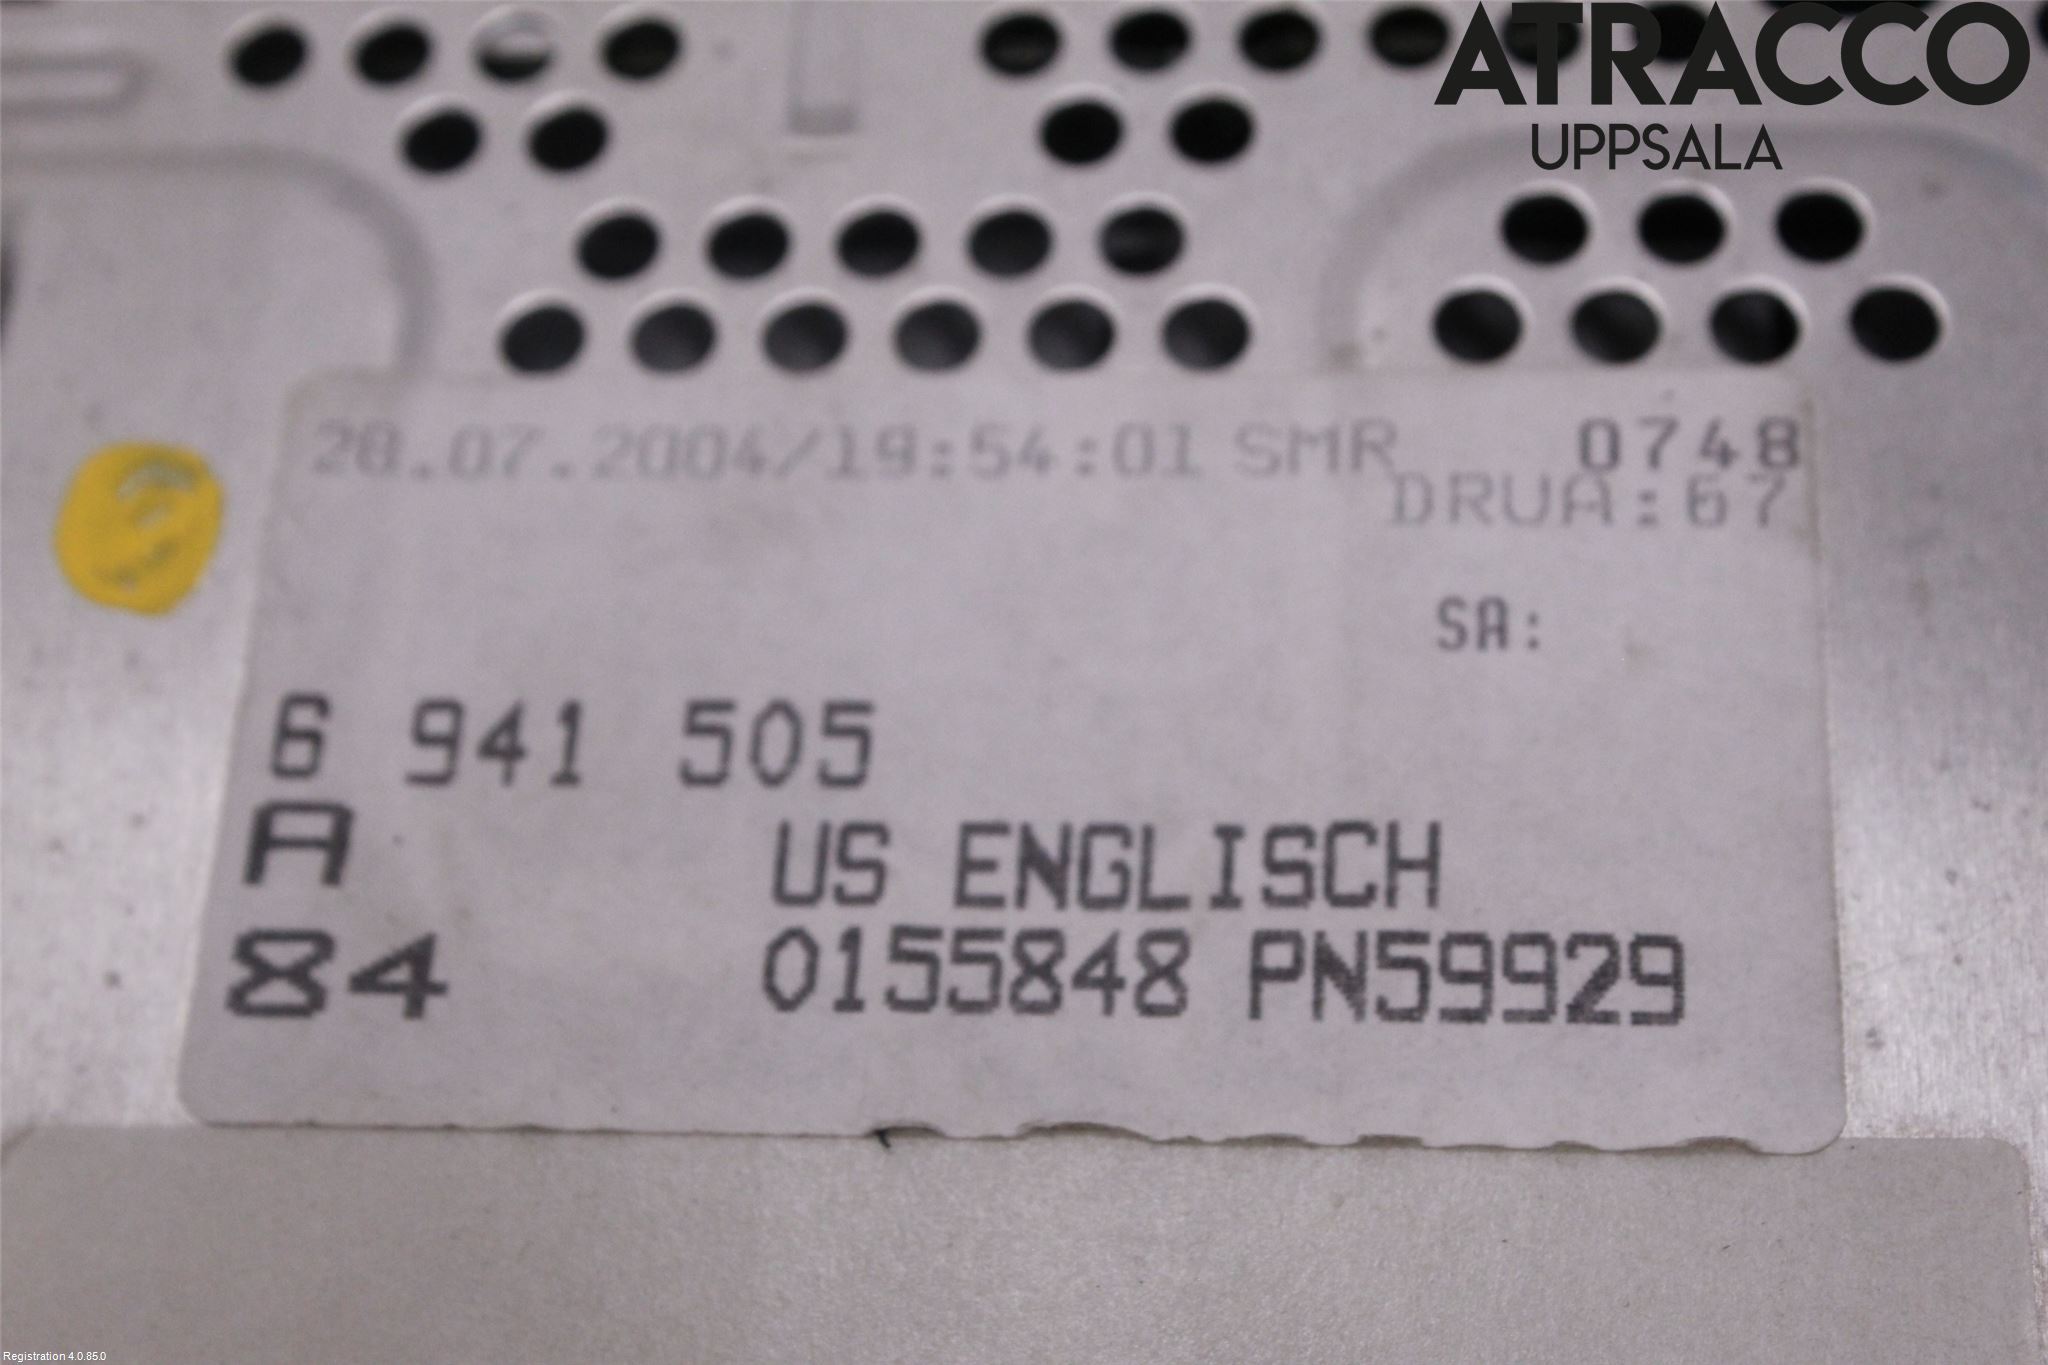 ATRACCO
UPPSALA
28.07.2004/19:54:01 SMR 0748
DRUA:67
SA:
6 941 505
A US ENGLISCH
84 0155848 PN59929
Registration 4.0.85.0